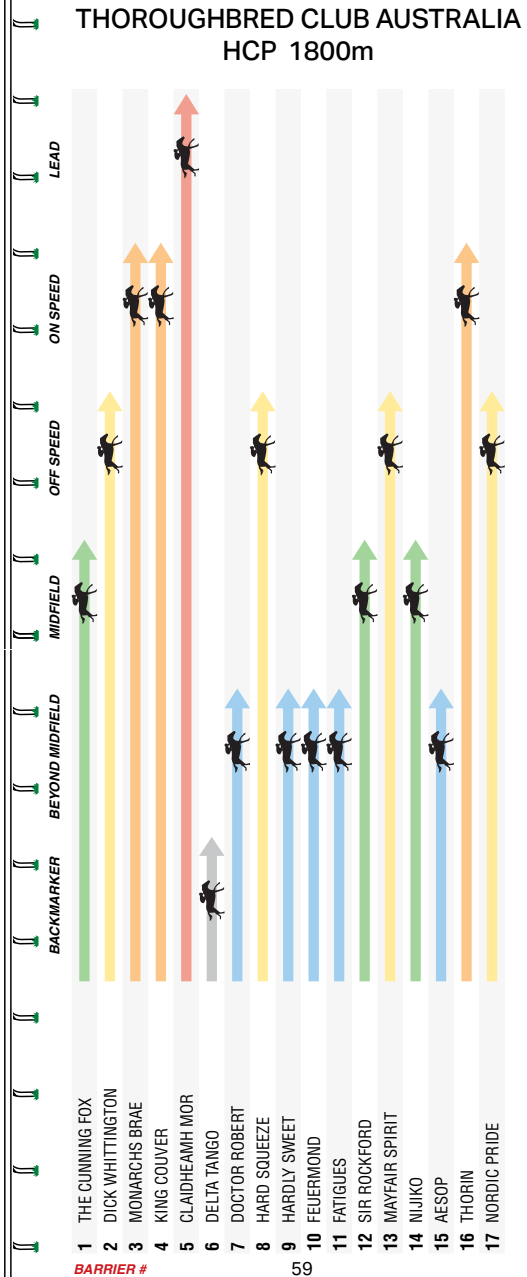 THOROUGHBRED CLUB AUSTRALIA
HCP 1800m
LEAD
ON SPEED
OFF SPEED
MIDFIELD
BEYOND MIDFIELD
BACKMARKER
1 THE CUNNING FOX
2 DICK WHITTINGTON
3 MONARCHS BRAE
4 KING COUVER
5 CLAIDHEAMH MOR
6 DELTA TANGO
7 DOCTOR ROBERT
8 HARD SQUEEZE
9 HARDLY SWEET
10 FEUERMOND
11 FATIGUES
12 SIR ROCKFORD
13 MAYFAIR SPIRIT
14 NIJIKO
15 AESOP
16 THORIN
17 NORDIC PRIDE
BARRIER #
59